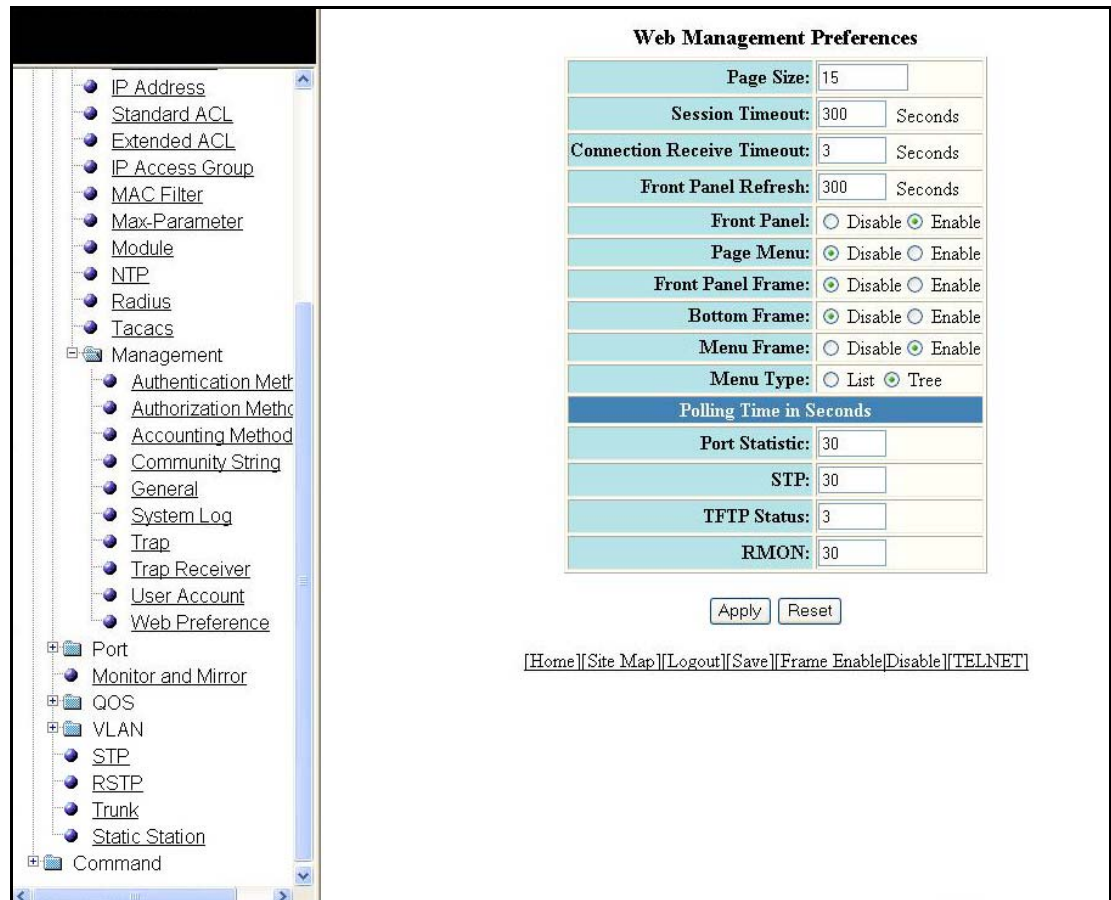 IP Address
Standard ACL
Extended ACL
IP Access Group
MAC Filter
Max-Parameter
Module
NTP
Radius
Tacacs
Management
Authentication Meth
Authorization Metho
Accounting Method
Community String
General
System Log
Trap
Trap Receiver
User Account
Web Preference
Port
Monitor and Mirror
QOS
VLAN
STP
RSTP
Trunk
Static Station
Command
Web Management Preferences
Page Size: 15
Session Timeout: 300 Seconds
Connection Receive Timeout: 3 Seconds
Front Panel Refresh: 300 Seconds
Front Panel: Disable Enable
Page Menu: Disable Enable
Front Panel Frame: Disable Enable
Bottom Frame: Disable Enable
Menu Frame: Disable Enable
Menu Type: List Tree
Polling Time in Seconds
Port Statistic: 30
STP: 30
TFTP Status: 3
RMON: 30
Apply Reset
[Home][Site Map][Logout][Save][Frame Enable|Disable][TELNET]